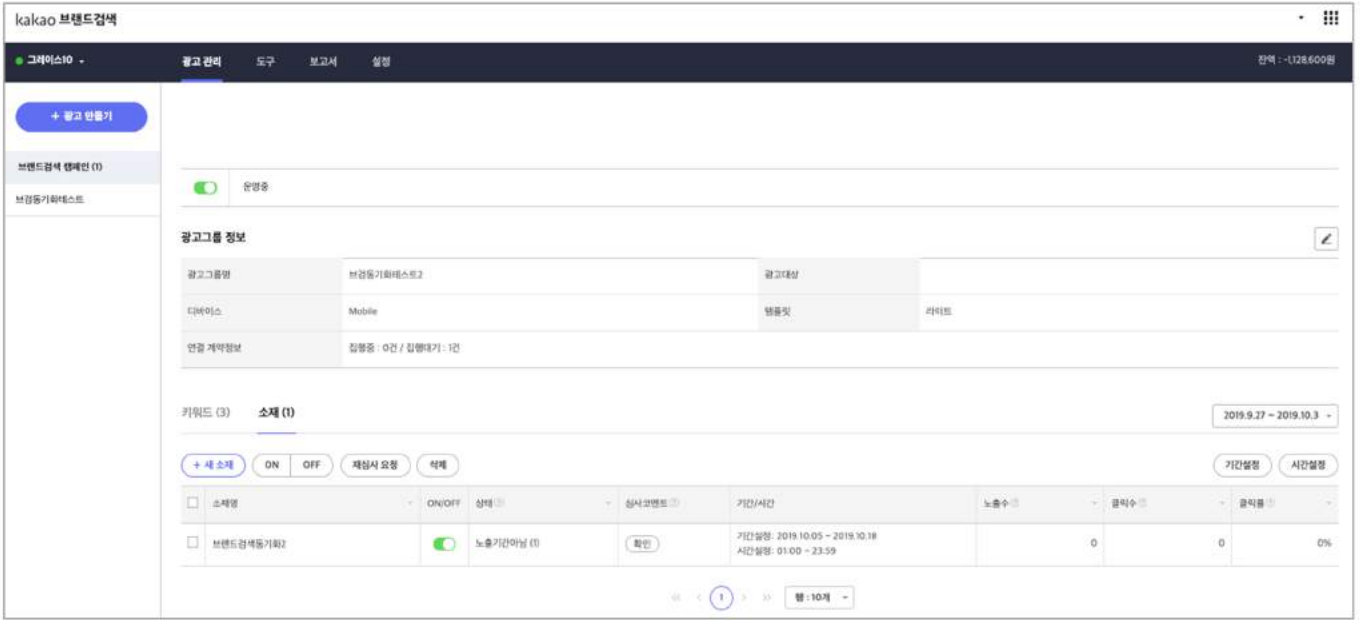 kakao 브랜드검색
그레이스10
광고 관리 도구 보고서 설정
잔액 : -1,128,600원
+ 광고 만들기
브랜드검색 캠페인 (1)
브검동기화테스트
운영중
광고그룹 정보
광고그룹명 브검동기화테스트2 광고대상
디바이스 Mobile 템플릿 라이트
연결 계약정보 집행중 : 0건 / 집행대기 : 1건
키워드 (3) 소재 (1)
2019.9.27 ~ 2019.10.3
+ 새 소재 ON OFF 재심사 요청 삭제 기간설정 시간설정
소재명 ON/OFF 상태 심사코멘트 기간/시간 노출수 클릭수 클릭률
브랜드검색동기화2 노출기간아님 (1) 확인 기간설정: 2019.10.05 ~ 2019.10.18 0 0 0%
시간설정: 01:00 ~ 23:59
« ‹ 1 › » 행 : 10개